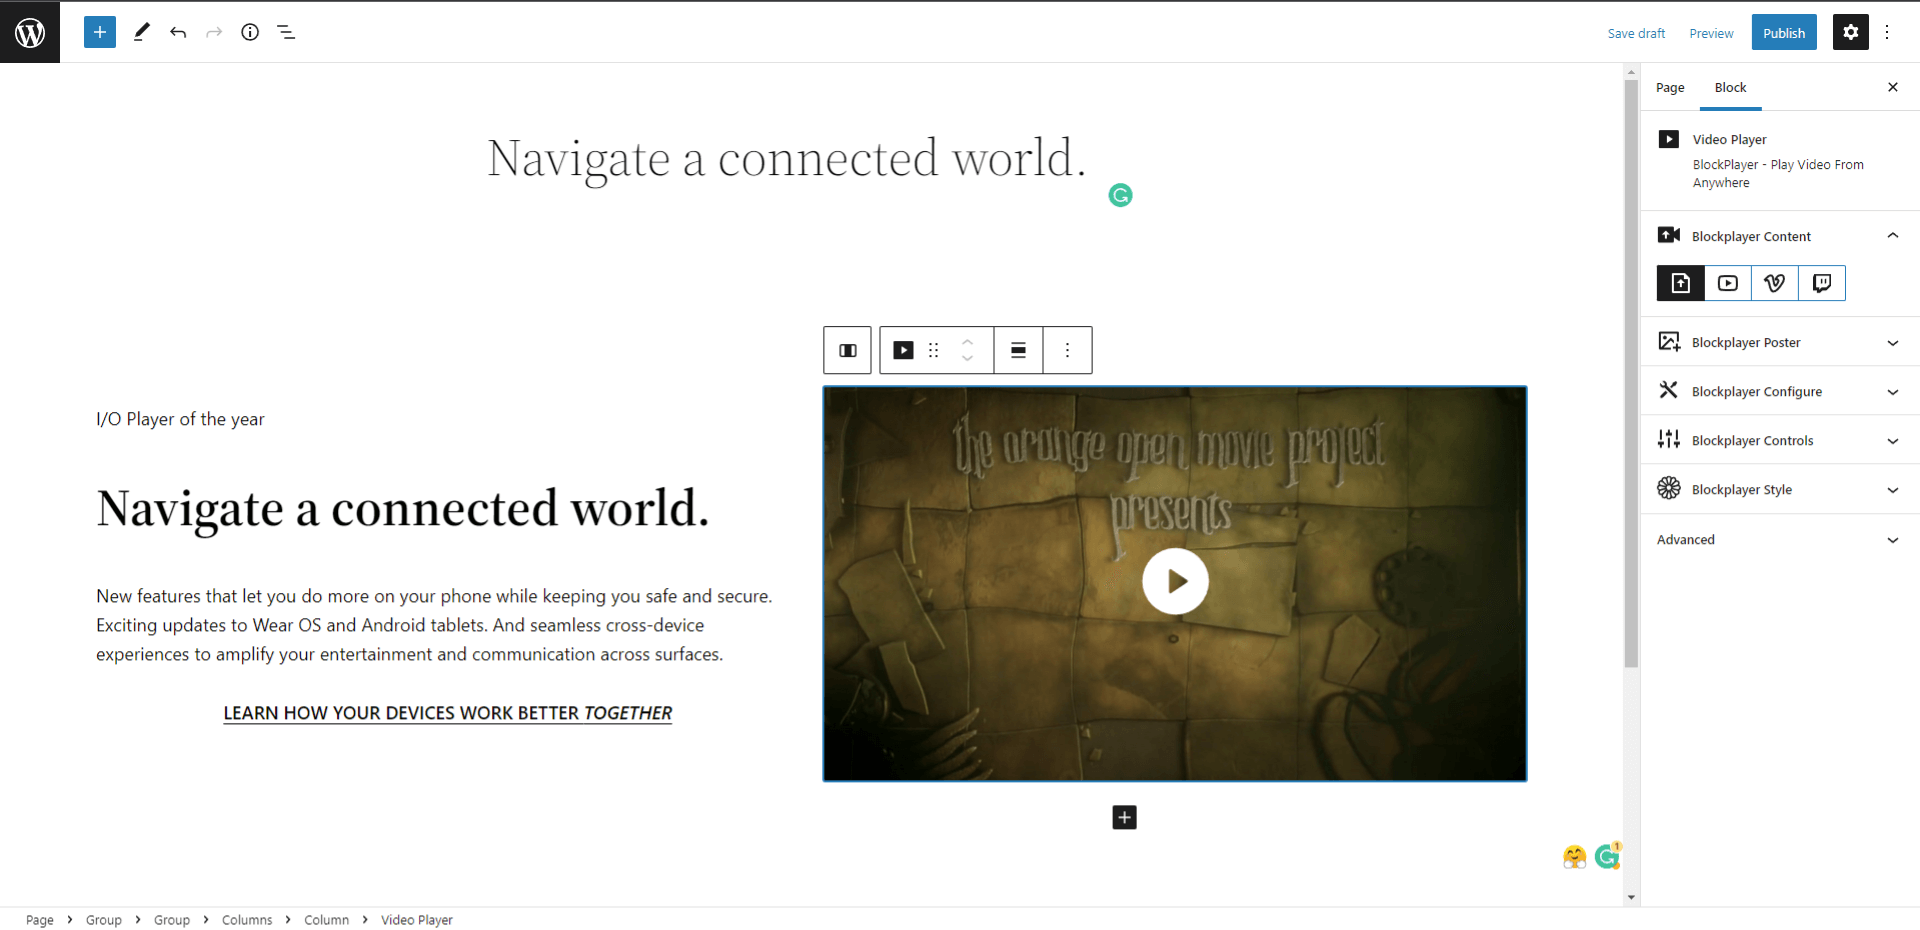 Save draft
Preview
Publish
Page
Block
Navigate a connected world.
Video Player
BlockPlayer - Play Video From
Anywhere
Blockplayer Content
Blockplayer Poster
Blockplayer Configure
Blockplayer Controls
Blockplayer Style
Advanced
I/O Player of the year
Navigate a connected world.
New features that let you do more on your phone while keeping you safe and secure.
Exciting updates to Wear OS and Android tablets. And seamless cross-device
experiences to amplify your entertainment and communication across surfaces.
LEARN HOW YOUR DEVICES WORK BETTER TOGETHER
the orange open movie project
presents
1
Page > Group > Group > Columns > Column > Video Player